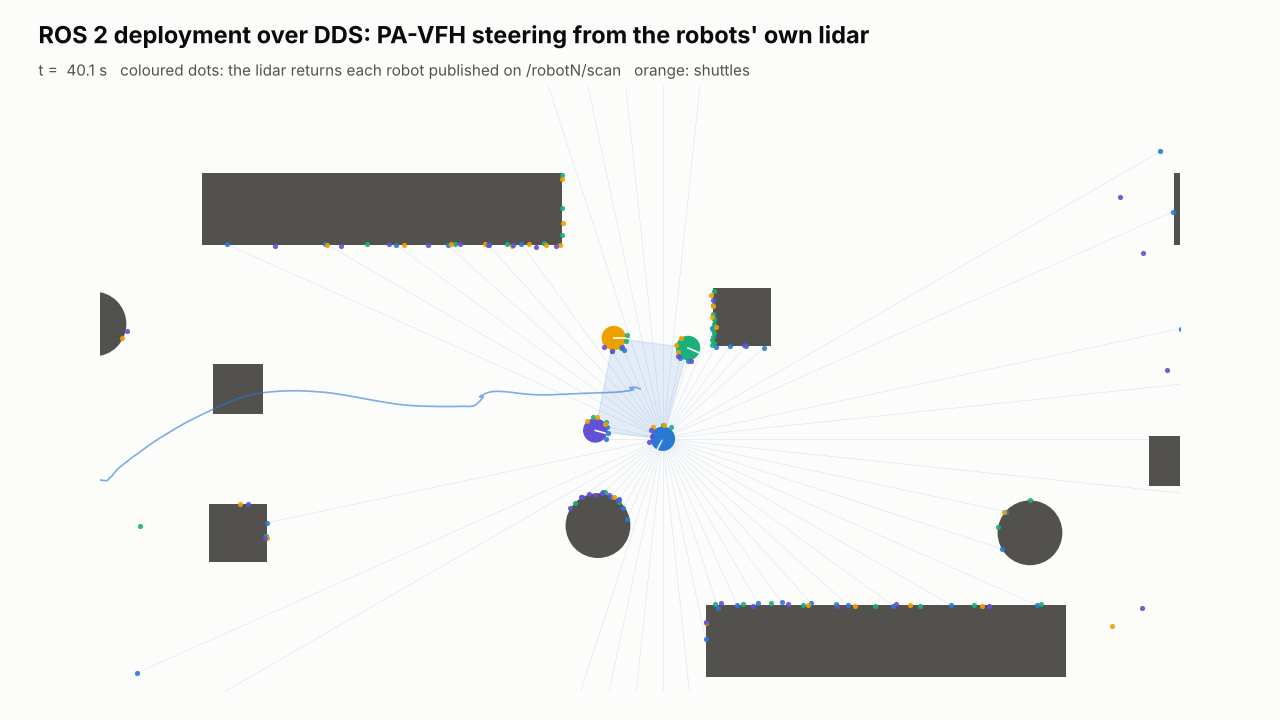 ROS 2 deployment over DDS: PA-VFH steering from the robots' own lidar
t =  40.1 s   coloured dots: the lidar returns each robot published on /robotN/scan   orange: shuttles